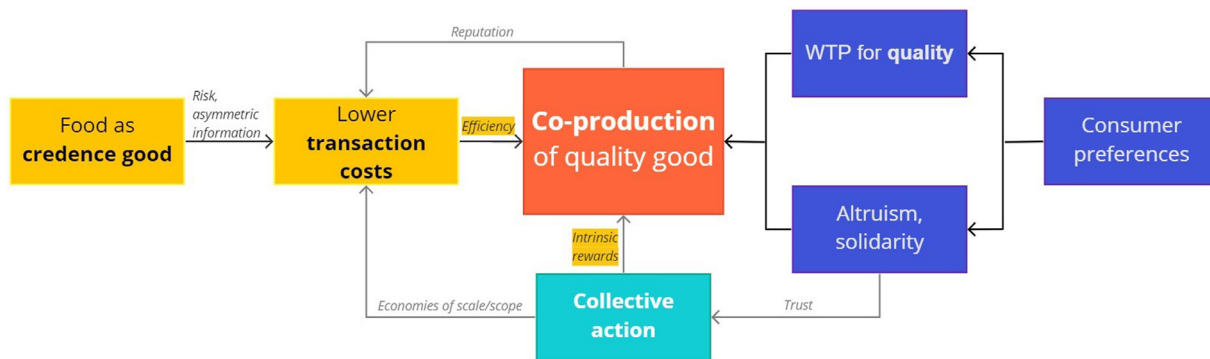 Reputation
WTP for quality
Risk,
asymmetric
information
Food as
credence good
Lower
transaction
costs
Efficiency
Co-production
of quality good
Consumer
preferences
Altruism,
solidarity
Intrinsic
rewards
Economies of scale/scope
Collective
action
Trust